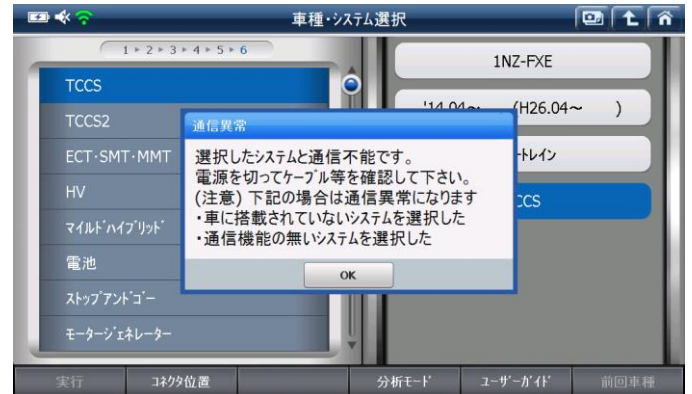 車種・システム選択
1 ▶ 2 ▶ 3 ▶ 4 ▶ 5 ▶ 6
TCCS
TCCS2
ECT・SMT・MMT
HV
マイルドハイブリッド
電池
ストップアンドゴー
モータージェネレーター
1NZ-FXE
'14.04～ (H26.04～ )
トレイン
CCS
通信異常
選択したシステムと通信不能です。
電源を切ってケーブル等を確認して下さい。
(注意) 下記の場合は通信異常になります
・車に搭載されていないシステムを選択した
・通信機能の無いシステムを選択した
OK
実行 コネクタ位置 分析モード ユーザーガイド 前回車種